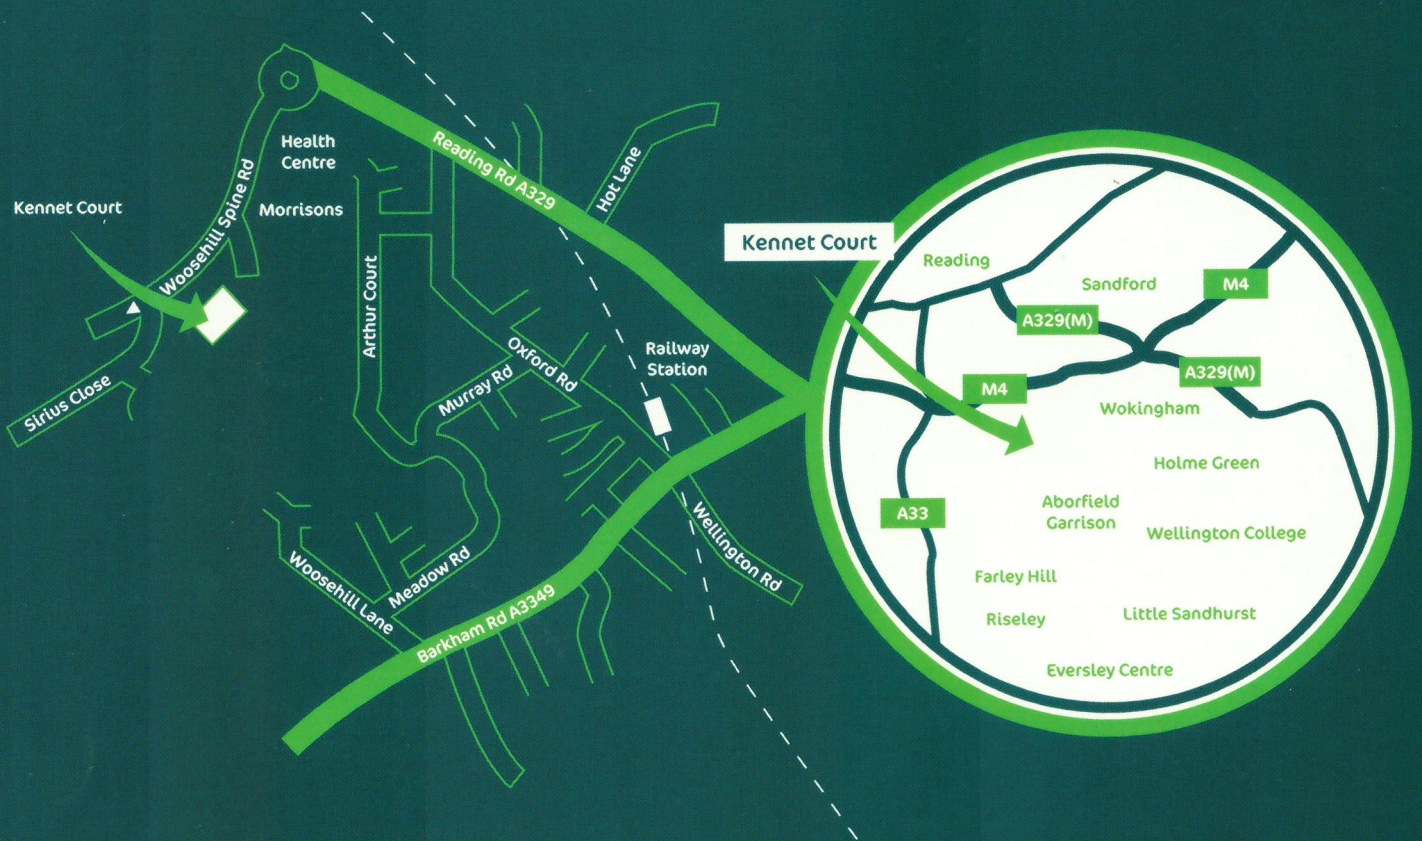 Health
Centre
Reading Rd A329
Hot Lane
Kennet Court
Woosehill Spine Rd
Morrisons
Arthur Court
Sirius Close
Murray Rd
Oxford Rd
Railway
Station
Wellington Rd
Woosehill Lane
Meadow Rd
Barkham Rd A3349
Kennet Court
Reading
Sandford
M4
A329(M)
A329(M)
M4
Wokingham
Holme Green
A33
Aborfield
Garrison
Wellington College
Farley Hill
Riseley
Little Sandhurst
Eversley Centre